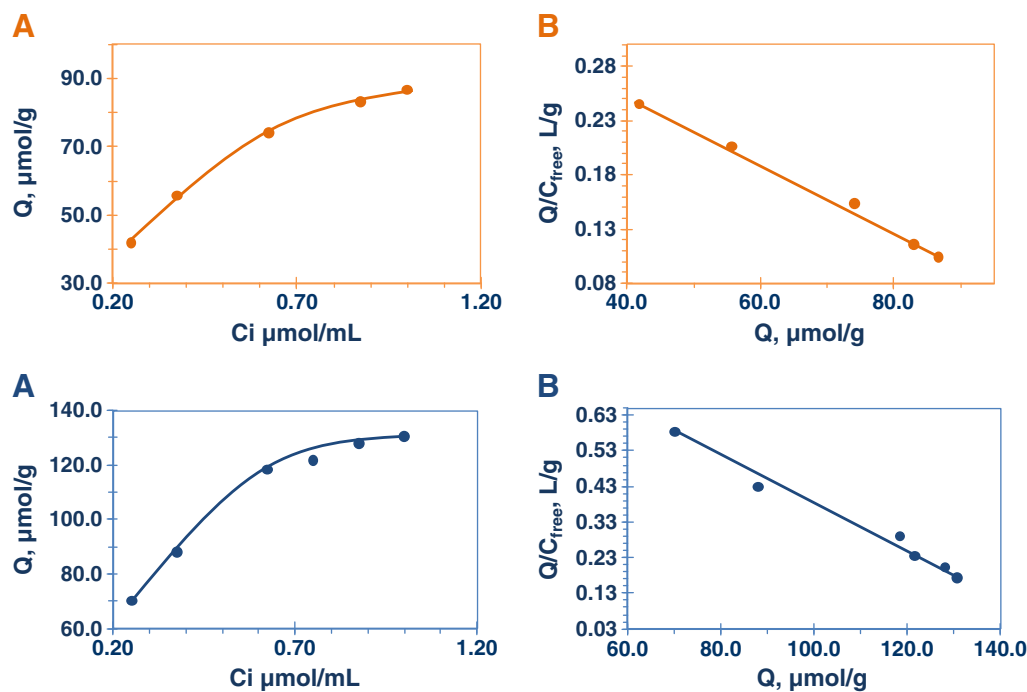 A
90.0
70.0
50.0
30.0
Q, µmol/g
0.20
0.70
1.20
Ci µmol/mL
B
0.28
0.23
0.18
0.13
0.08
Q/Cfree, L/g
40.0
60.0
80.0
Q, µmol/g
A
140.0
120.0
100.0
80.0
60.0
Q, µmol/g
0.20
0.70
1.20
Ci µmol/mL
B
0.63
0.53
0.43
0.33
0.23
0.13
0.03
Q/Cfree, L/g
60.0
80.0
100.0
120.0
140.0
Q, µmol/g